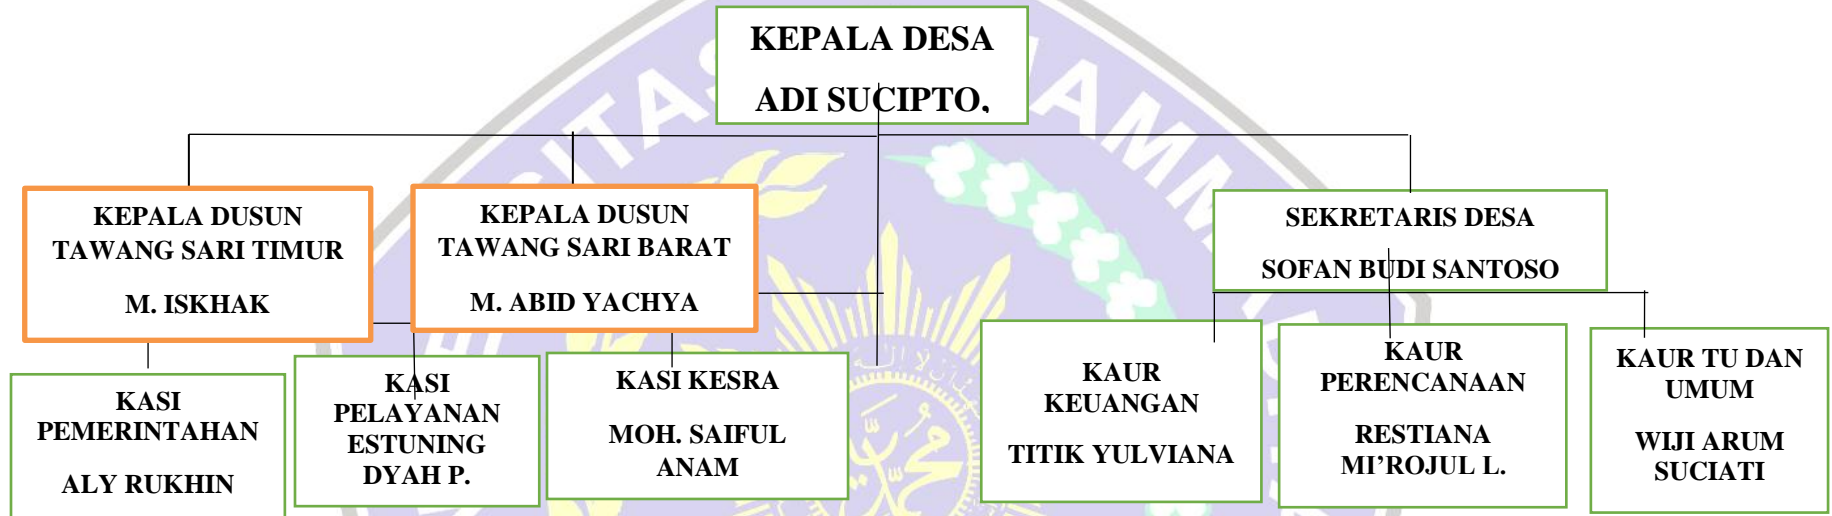 KEPALA DESA
ADI SUCIPTO,
KEPALA DUSUN
TAWANG SARI TIMUR
M. ISKHAK
KEPALA DUSUN
TAWANG SARI BARAT
M. ABID YACHYA
SEKRETARIS DESA
SOFAN BUDI SANTOSO
KASI
PEMERINTAHAN
ALY RUKHIN
KASI
PELAYANAN
ESTUNING
DYAH P.
KASI KESRA
MOH. SAIFUL
ANAM
KAUR
KEUANGAN
TITIK YULVIANA
KAUR
PERENCANAAN
RESTIANA
MI’ROJUL L.
KAUR TU DAN
UMUM
WIJI ARUM
SUCIATI